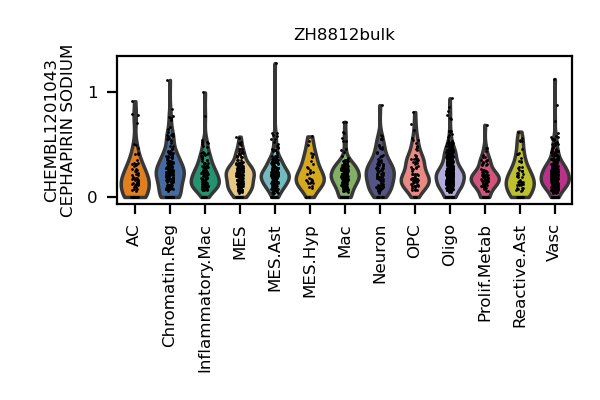 ZH8812bulk
CHEMBL1201043
CEPHAPIRIN SODIUM
1
0
AC
Chromatin.Reg
Inflammatory.Mac
MES
MES.Ast
MES.Hyp
Mac
Neuron
OPC
Oligo
Prolif.Metab
Reactive.Ast
Vasc